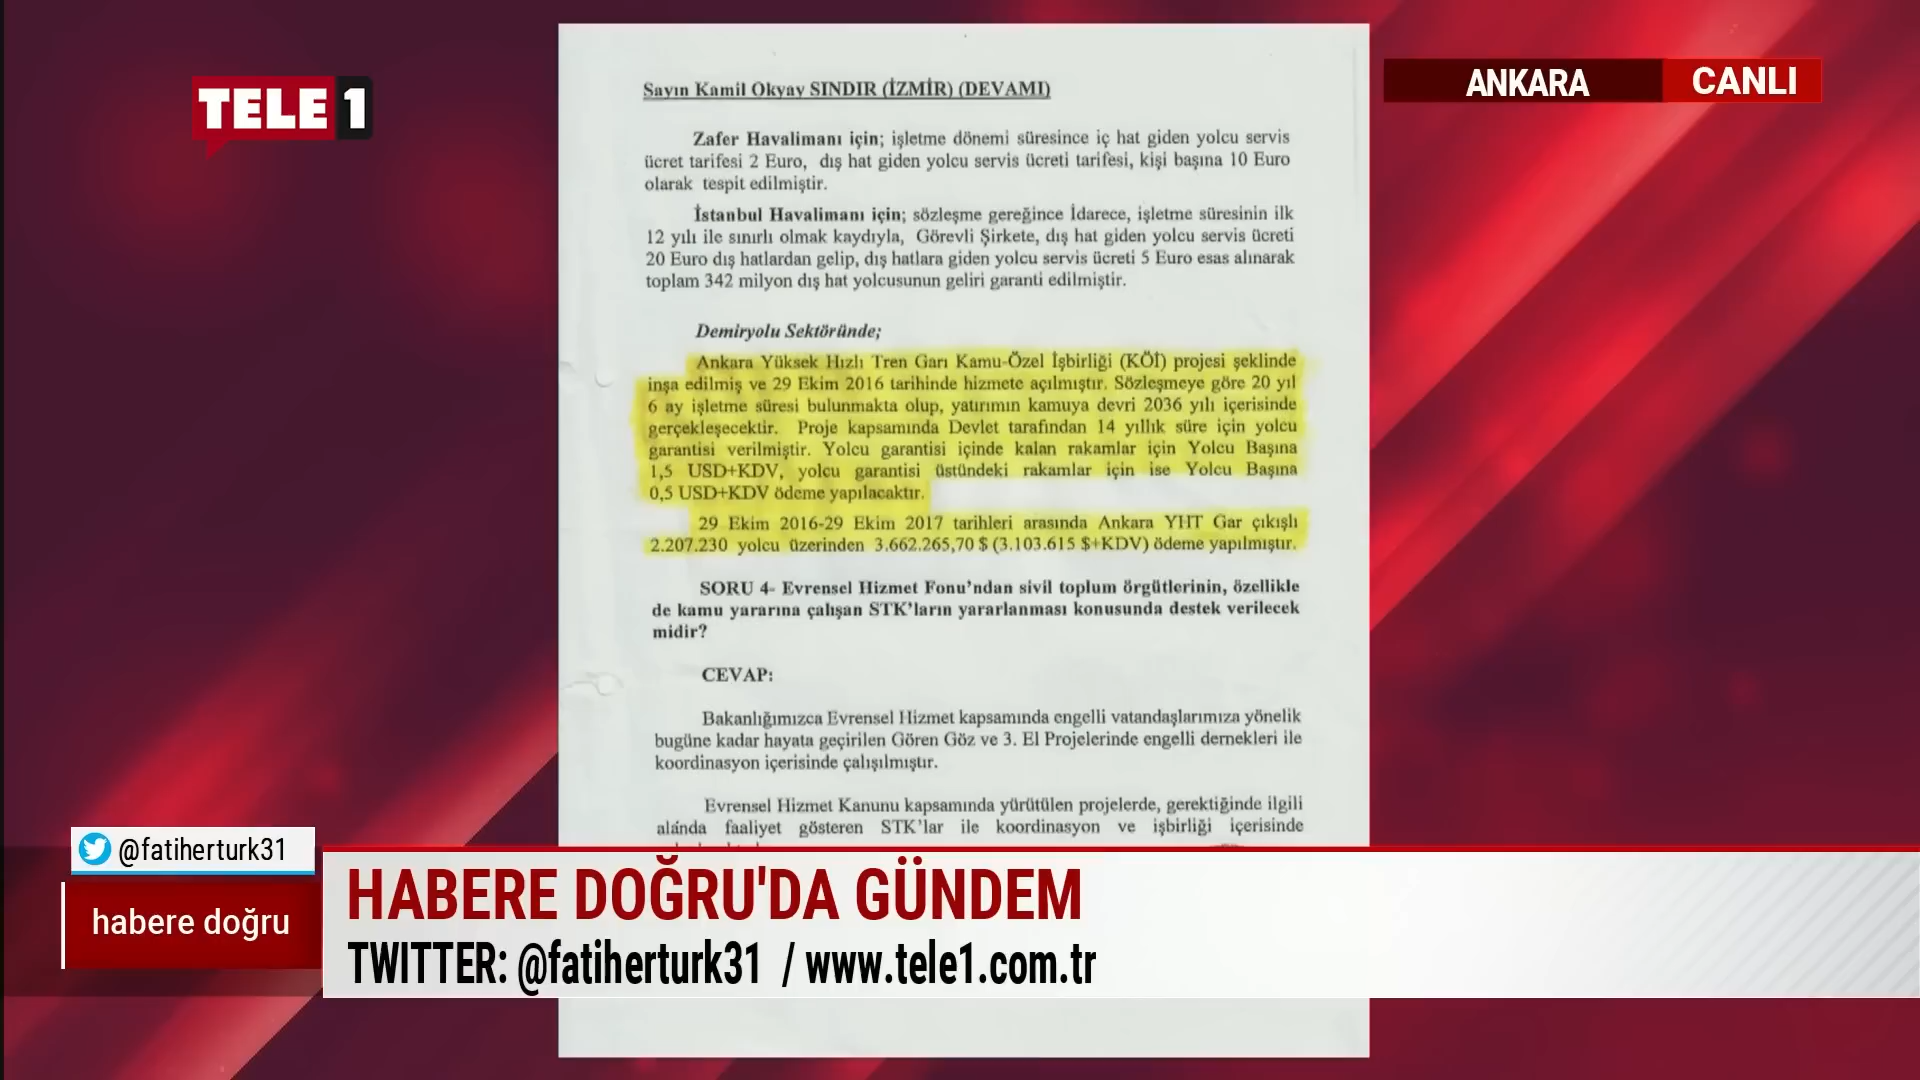 TELE 1
ANKARA CANLI
Sayın Kamil Okyay SINDIR (İZMİR) (DEVAMI)
Zafer Havalimanı için; işletme dönemi süresince iç hat giden yolcu servis
ücret tarifesi 2 Euro, dış hat giden yolcu servis ücreti tarifesi, kişi başına 10 Euro
olarak tespit edilmiştir.
İstanbul Havalimanı için; sözleşme gereğince İdarece, işletme süresinin ilk
12 yılı ile sınırlı olmak kaydıyla, Görevli Şirkete, dış hat giden yolcu servis ücreti
20 Euro dış hatlardan gelip, dış hatlara giden yolcu servis ücreti 5 Euro esas alınarak
toplam 342 milyon dış hat yolcusunun geliri garanti edilmiştir.
Demiryolu Sektöründe;
Ankara Yüksek Hızlı Tren Garı Kamu-Özel İşbirliği (KÖİ) projesi şeklinde
inşa edilmiş ve 29 Ekim 2016 tarihinde hizmete açılmıştır. Sözleşmeye göre 20 yıl
6 ay işletme süresi bulunmakta olup, yatırımın kamuya devri 2036 yılı içerisinde
gerçekleşecektir. Proje kapsamında Devlet tarafından 14 yıllık süre için yolcu
garantisi verilmiştir. Yolcu garantisi içinde kalan rakamlar için Yolcu Başına
1,5 USD+KDV, yolcu garantisi üstündeki rakamlar için ise Yolcu Başına
0,5 USD+KDV ödeme yapılacaktır.
29 Ekim 2016-29 Ekim 2017 tarihleri arasında Ankara YHT Gar çıkışlı
2.207.230 yolcu üzerinden 3.662.265,70 $ (3.103.615 $+KDV) ödeme yapılmıştır.
SORU 4- Evrensel Hizmet Fonu'ndan sivil toplum örgütlerinin, özellikle
de kamu yararına çalışan STK'ların yararlanması konusunda destek verilecek
midir?
CEVAP:
Bakanlığımızca Evrensel Hizmet kapsamında engelli vatandaşlarımıza yönelik
bugüne kadar hayata geçirilen Gören Göz ve 3. El Projelerinde engelli dernekleri ile
koordinasyon içerisinde çalışılmıştır.
Evrensel Hizmet Kanunu kapsamında yürütülen projelerde, gerektiğinde ilgili
alanda faaliyet gösteren STK'lar ile koordinasyon ve işbirliği içerisinde
@fatiherturk31
habere doğru
HABERE DOĞRU'DA GÜNDEM
TWITTER: @fatiherturk31 / www.tele1.com.tr